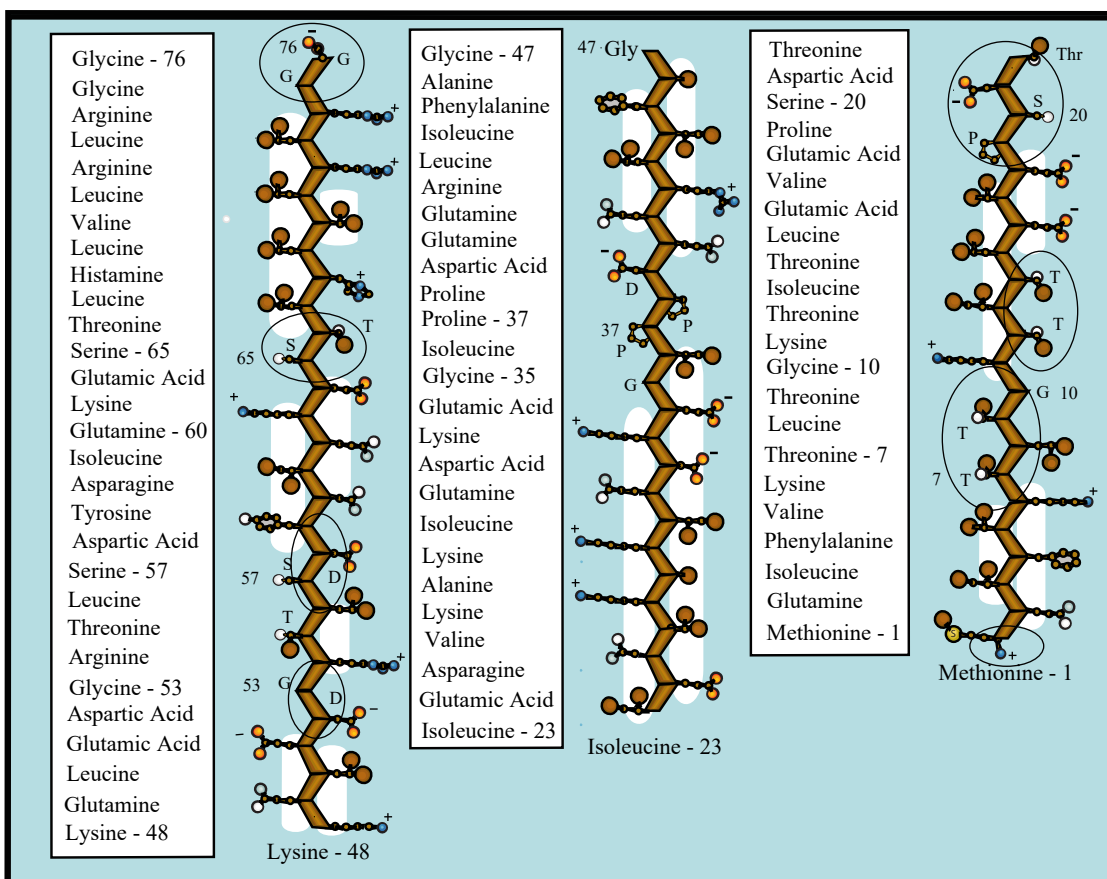 Glycine - 76
Glycine
Arginine
Leucine
Arginine
Leucine
Valine
Leucine
Histamine
Leucine
Threonine
Serine - 65
Glutamic Acid
Lysine
Glutamine - 60
Isoleucine
Asparagine
Tyrosine
Aspartic Acid
Serine - 57
Leucine
Threonine
Arginine
Glycine - 53
Aspartic Acid
Glutamic Acid
Leucine
Glutamine
Lysine - 48
−
76
G
G
+
+
+
T
S
65
+
S
57
D
T
+
G
53
D
−
−
+
Lysine - 48
Glycine - 47
Alanine
Phenylalanine
Isoleucine
Leucine
Arginine
Glutamine
Glutamine
Aspartic Acid
Proline
Proline - 37
Isoleucine
Glycine - 35
Glutamic Acid
Lysine
Aspartic Acid
Glutamine
Isoleucine
Lysine
Alanine
Lysine
Valine
Asparagine
Glutamic Acid
Isoleucine - 23
47 Gly
+
−
D
P
37
P
G
−
+
−
+
+
Isoleucine - 23
Threonine
Aspartic Acid
Serine - 20
Proline
Glutamic Acid
Valine
Glutamic Acid
Leucine
Threonine
Isoleucine
Threonine
Lysine
Glycine - 10
Threonine
Leucine
Threonine - 7
Lysine
Valine
Phenylalanine
Isoleucine
Glutamine
Methionine - 1
Thr
−
S
20
P
−
−
T
T
+
G 10
T
7
T
+
S
+
Methionine - 1